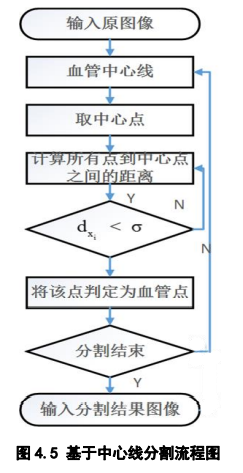 输入原图像
血管中心线
取中心点
计算所有点到中心点
之间的距离
Y
N
dₓᵢ < σ
N
将该点判定为血管点
分割结束
Y
输入分割结果图像
图 4.5 基于中心线分割流程图